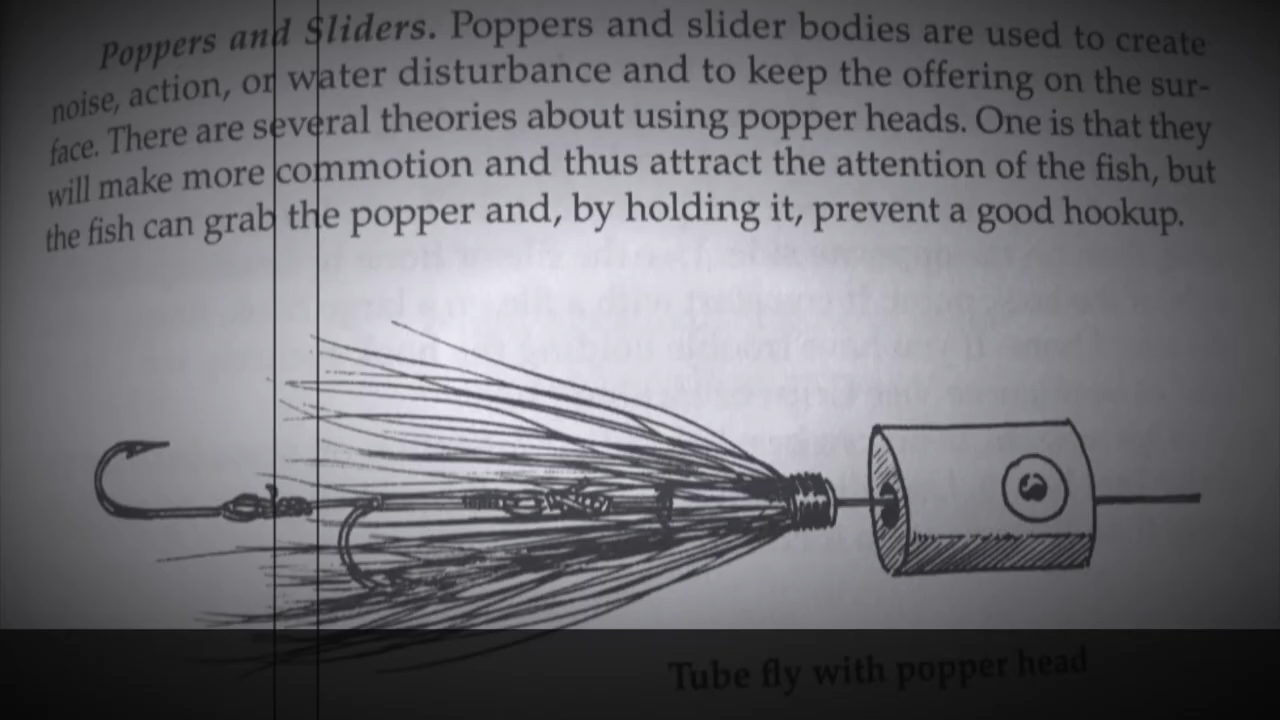 Poppers and Sliders. Poppers and slider bodies are used to create
noise, action, or water disturbance and to keep the offering on the sur-
face. There are several theories about using popper heads. One is that they
will make more commotion and thus attract the attention of the fish, but
the fish can grab the popper and, by holding it, prevent a good hookup.
Tube fly with popper head